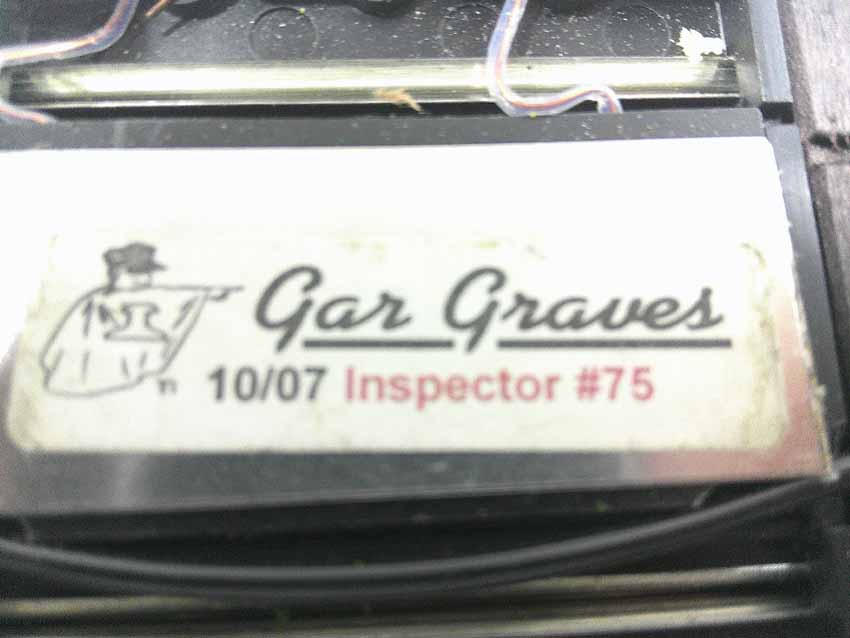 Gar Graves
10/07 Inspector #75